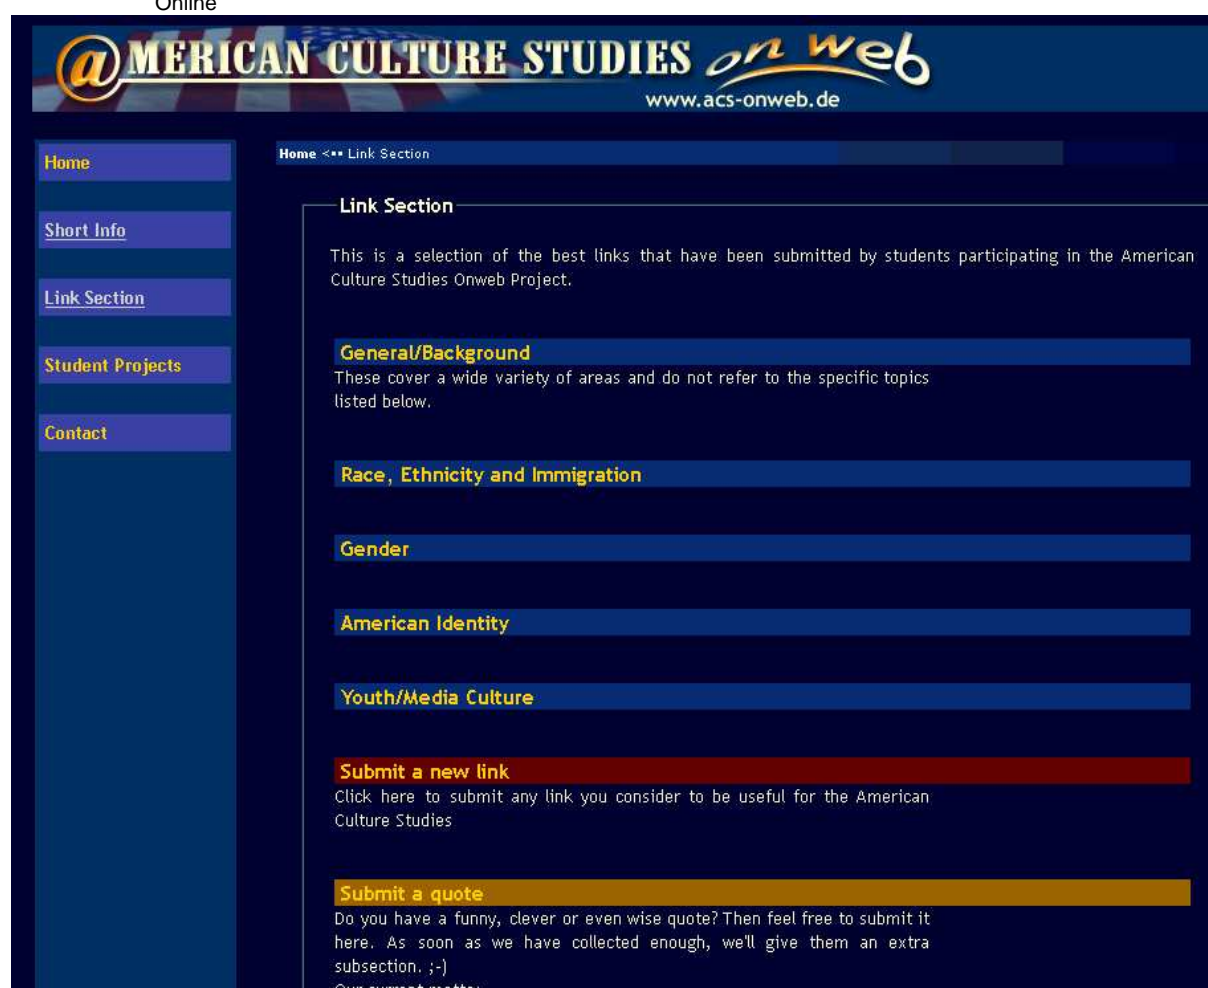 Online
@MERICAN CULTURE STUDIES on web
www.acs-onweb.de
Home
Short Info
Link Section
Student Projects
Contact
Home <•• Link Section
Link Section
This is a selection of the best links that have been submitted by students participating in the American
Culture Studies Onweb Project.
General/Background
These cover a wide variety of areas and do not refer to the specific topics
listed below.
Race, Ethnicity and Immigration
Gender
American Identity
Youth/Media Culture
Submit a new link
Click here to submit any link you consider to be useful for the American
Culture Studies
Submit a quote
Do you have a funny, clever or even wise quote? Then feel free to submit it
here. As soon as we have collected enough, we'll give them an extra
subsection. ;-)
Our current motto: